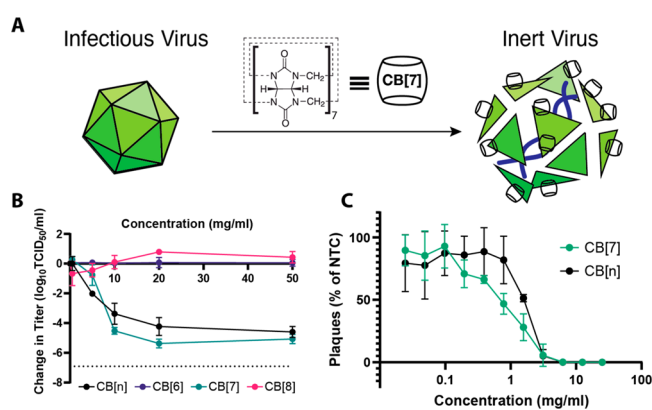 A
Infectious Virus
Inert Virus
O
N N–CH₂
H H
N N–CH₂
O
7
≡
CB[7]
B
Concentration (mg/ml)
Change in Titer (log₁₀TCID₅₀/ml)
2
0
-2
-4
-6
-8
10 20 30 40 50
CB[n] CB[6] CB[7] CB[8]
C
Plaques (% of NTC)
100
50
0
CB[7]
CB[n]
0.1 1 10 100
Concentration (mg/ml)